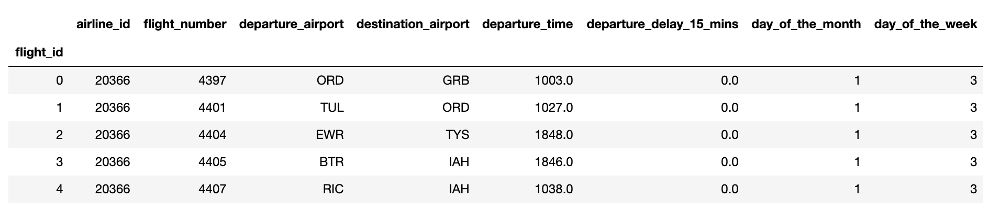 airline_id flight_number departure_airport destination_airport departure_time departure_delay_15_mins day_of_the_month day_of_the_week
flight_id
0 20366 4397 ORD GRB 1003.0 0.0 1 3
1 20366 4401 TUL ORD 1027.0 0.0 1 3
2 20366 4404 EWR TYS 1848.0 0.0 1 3
3 20366 4405 BTR IAH 1846.0 0.0 1 3
4 20366 4407 RIC IAH 1038.0 0.0 1 3